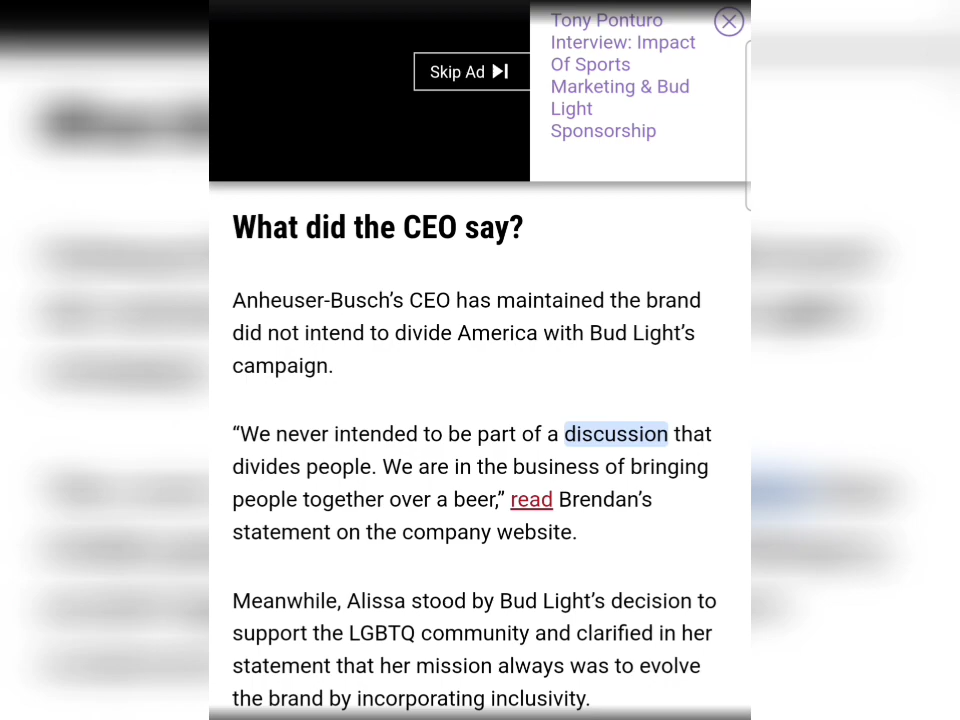 Tony Ponturo
Interview: Impact
Of Sports
Marketing & Bud
Light
Sponsorship
Skip Ad
What did the CEO say?
Anheuser-Busch’s CEO has maintained the brand
did not intend to divide America with Bud Light’s
campaign.
“We never intended to be part of a discussion that
divides people. We are in the business of bringing
people together over a beer,” read Brendan’s
statement on the company website.
Meanwhile, Alissa stood by Bud Light’s decision to
support the LGBTQ community and clarified in her
statement that her mission always was to evolve
the brand by incorporating inclusivity.